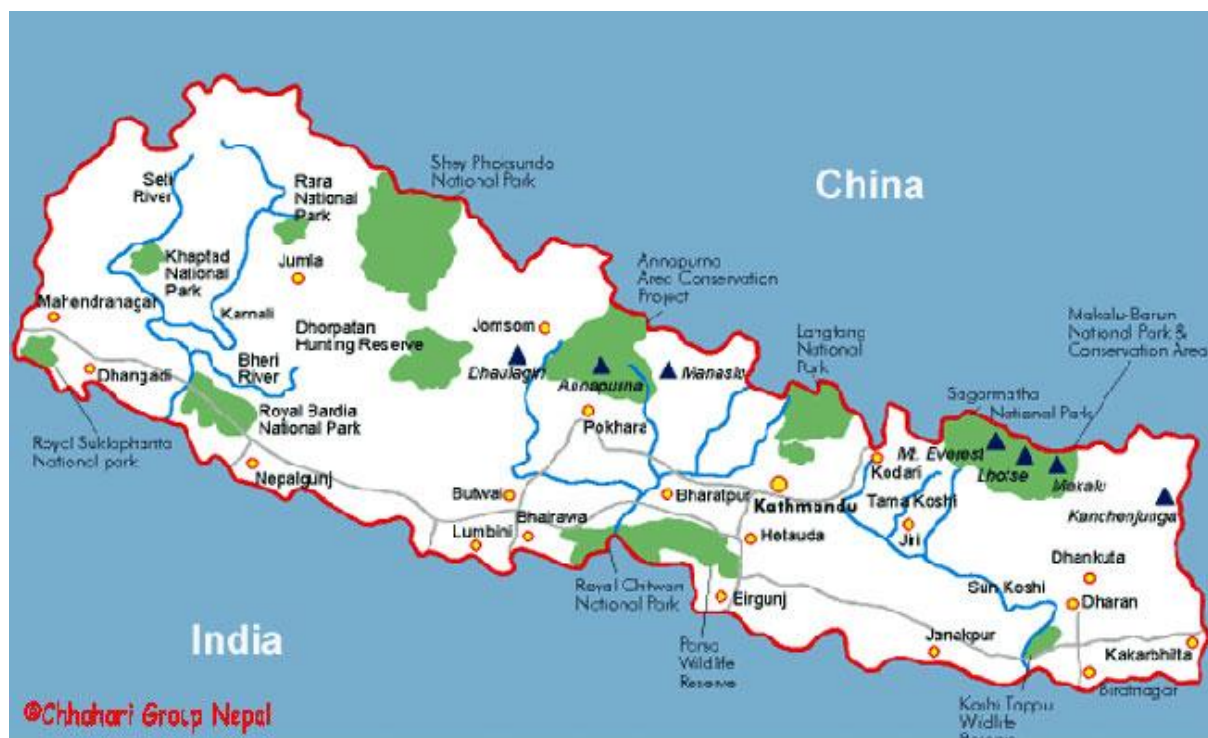 Shey Phoksundo
National Park
China
Seti
River
Rara
National
Park
Khaptad
National
Park
Jumla
Annapurna
Area Conservation
Project
Mahendranagar
Karnali
Dhorpatan
Hunting Reserve
Jomsom
Langtang
National
Park
Makalu-Barun
National Park &
Conservation Area
Dhangadi
Bheri
River
Dhaulagiri
Annapurna
Manaslu
Sagarmatha
National Park
Royal Suklaphanta
National park
Royal Bardia
National Park
Pokhara
Kodari
Mt. Everest
Lhotse
Makalu
Nepalgunj
Butwal
Bharatpur
Kathmandu
Tama Koshi
Kanchenjunga
Lumbini
Bhairawa
Hetauda
Jiri
Dhankuta
Royal Chitwan
National Park
Eirgunj
Sun Koshi
Dharan
India
Parsa
Wildlife
Reserve
Janakpur
Kakarbhitta
Biratnagar
Koshi Tappu
Wildlife
©Chhahari Group Nepal